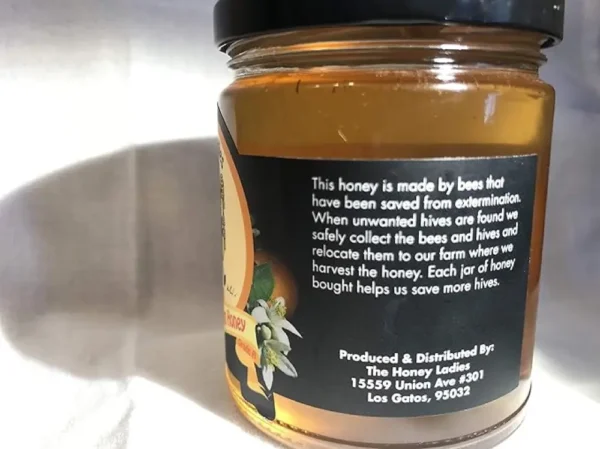 This honey is made by bees that
have been saved from extermination.
When unwanted hives are found we
safely collect the bees and hives and
relocate them to our farm where we
harvest the honey. Each jar of honey
bought helps us save more hives.
Produced & Distributed By:
The Honey Ladies
15559 Union Ave #301
Los Gatos, 95032
honey